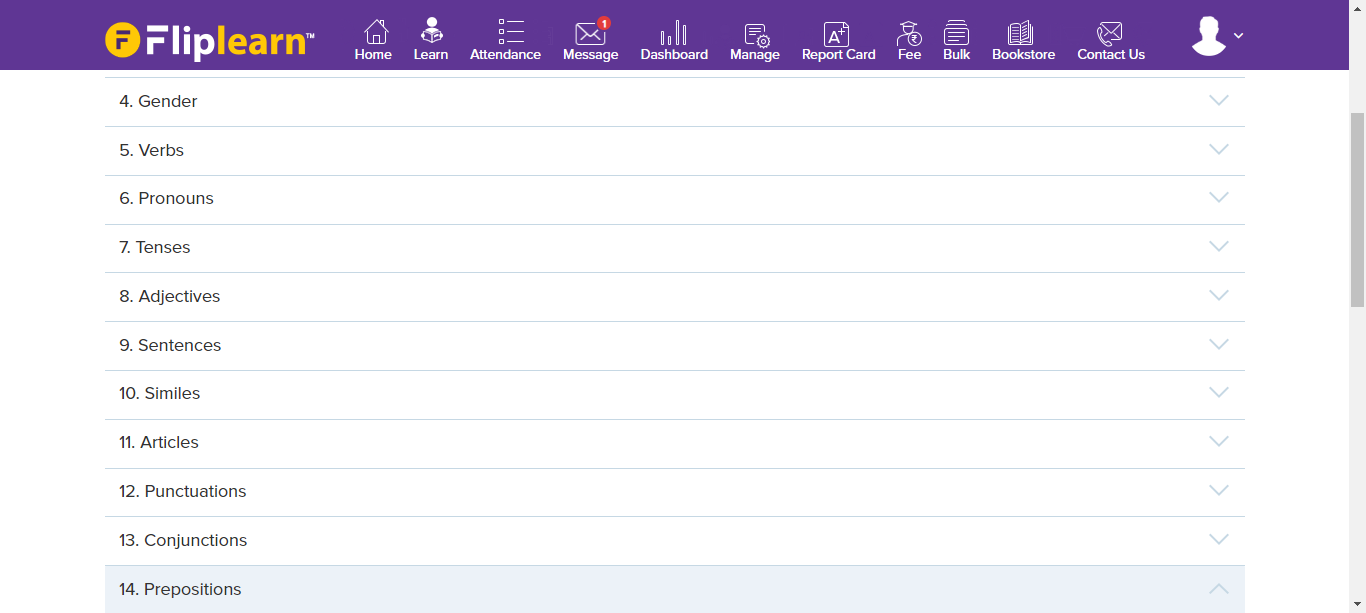 Fliplearn™
1
Home Learn Attendance Message Dashboard Manage Report Card Fee Bulk Bookstore Contact Us
4. Gender
5. Verbs
6. Pronouns
7. Tenses
8. Adjectives
9. Sentences
10. Similes
11. Articles
12. Punctuations
13. Conjunctions
14. Prepositions